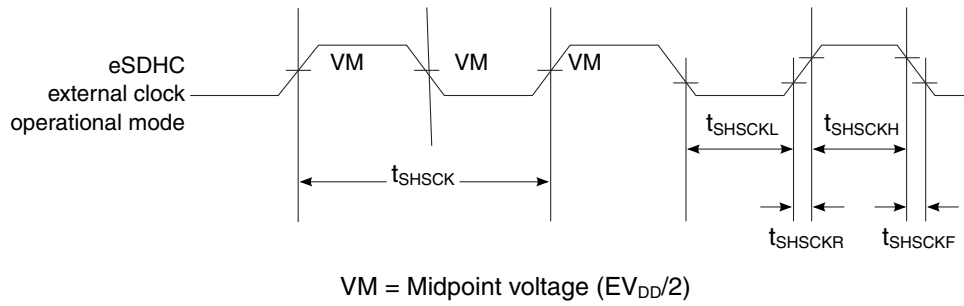 eSDHC
external clock
operational mode
VM
VM
VM
tSHSCKL
tSHSCKH
tSHSCK
tSHSCKR
tSHSCKF
VM = Midpoint voltage (EVDD/2)